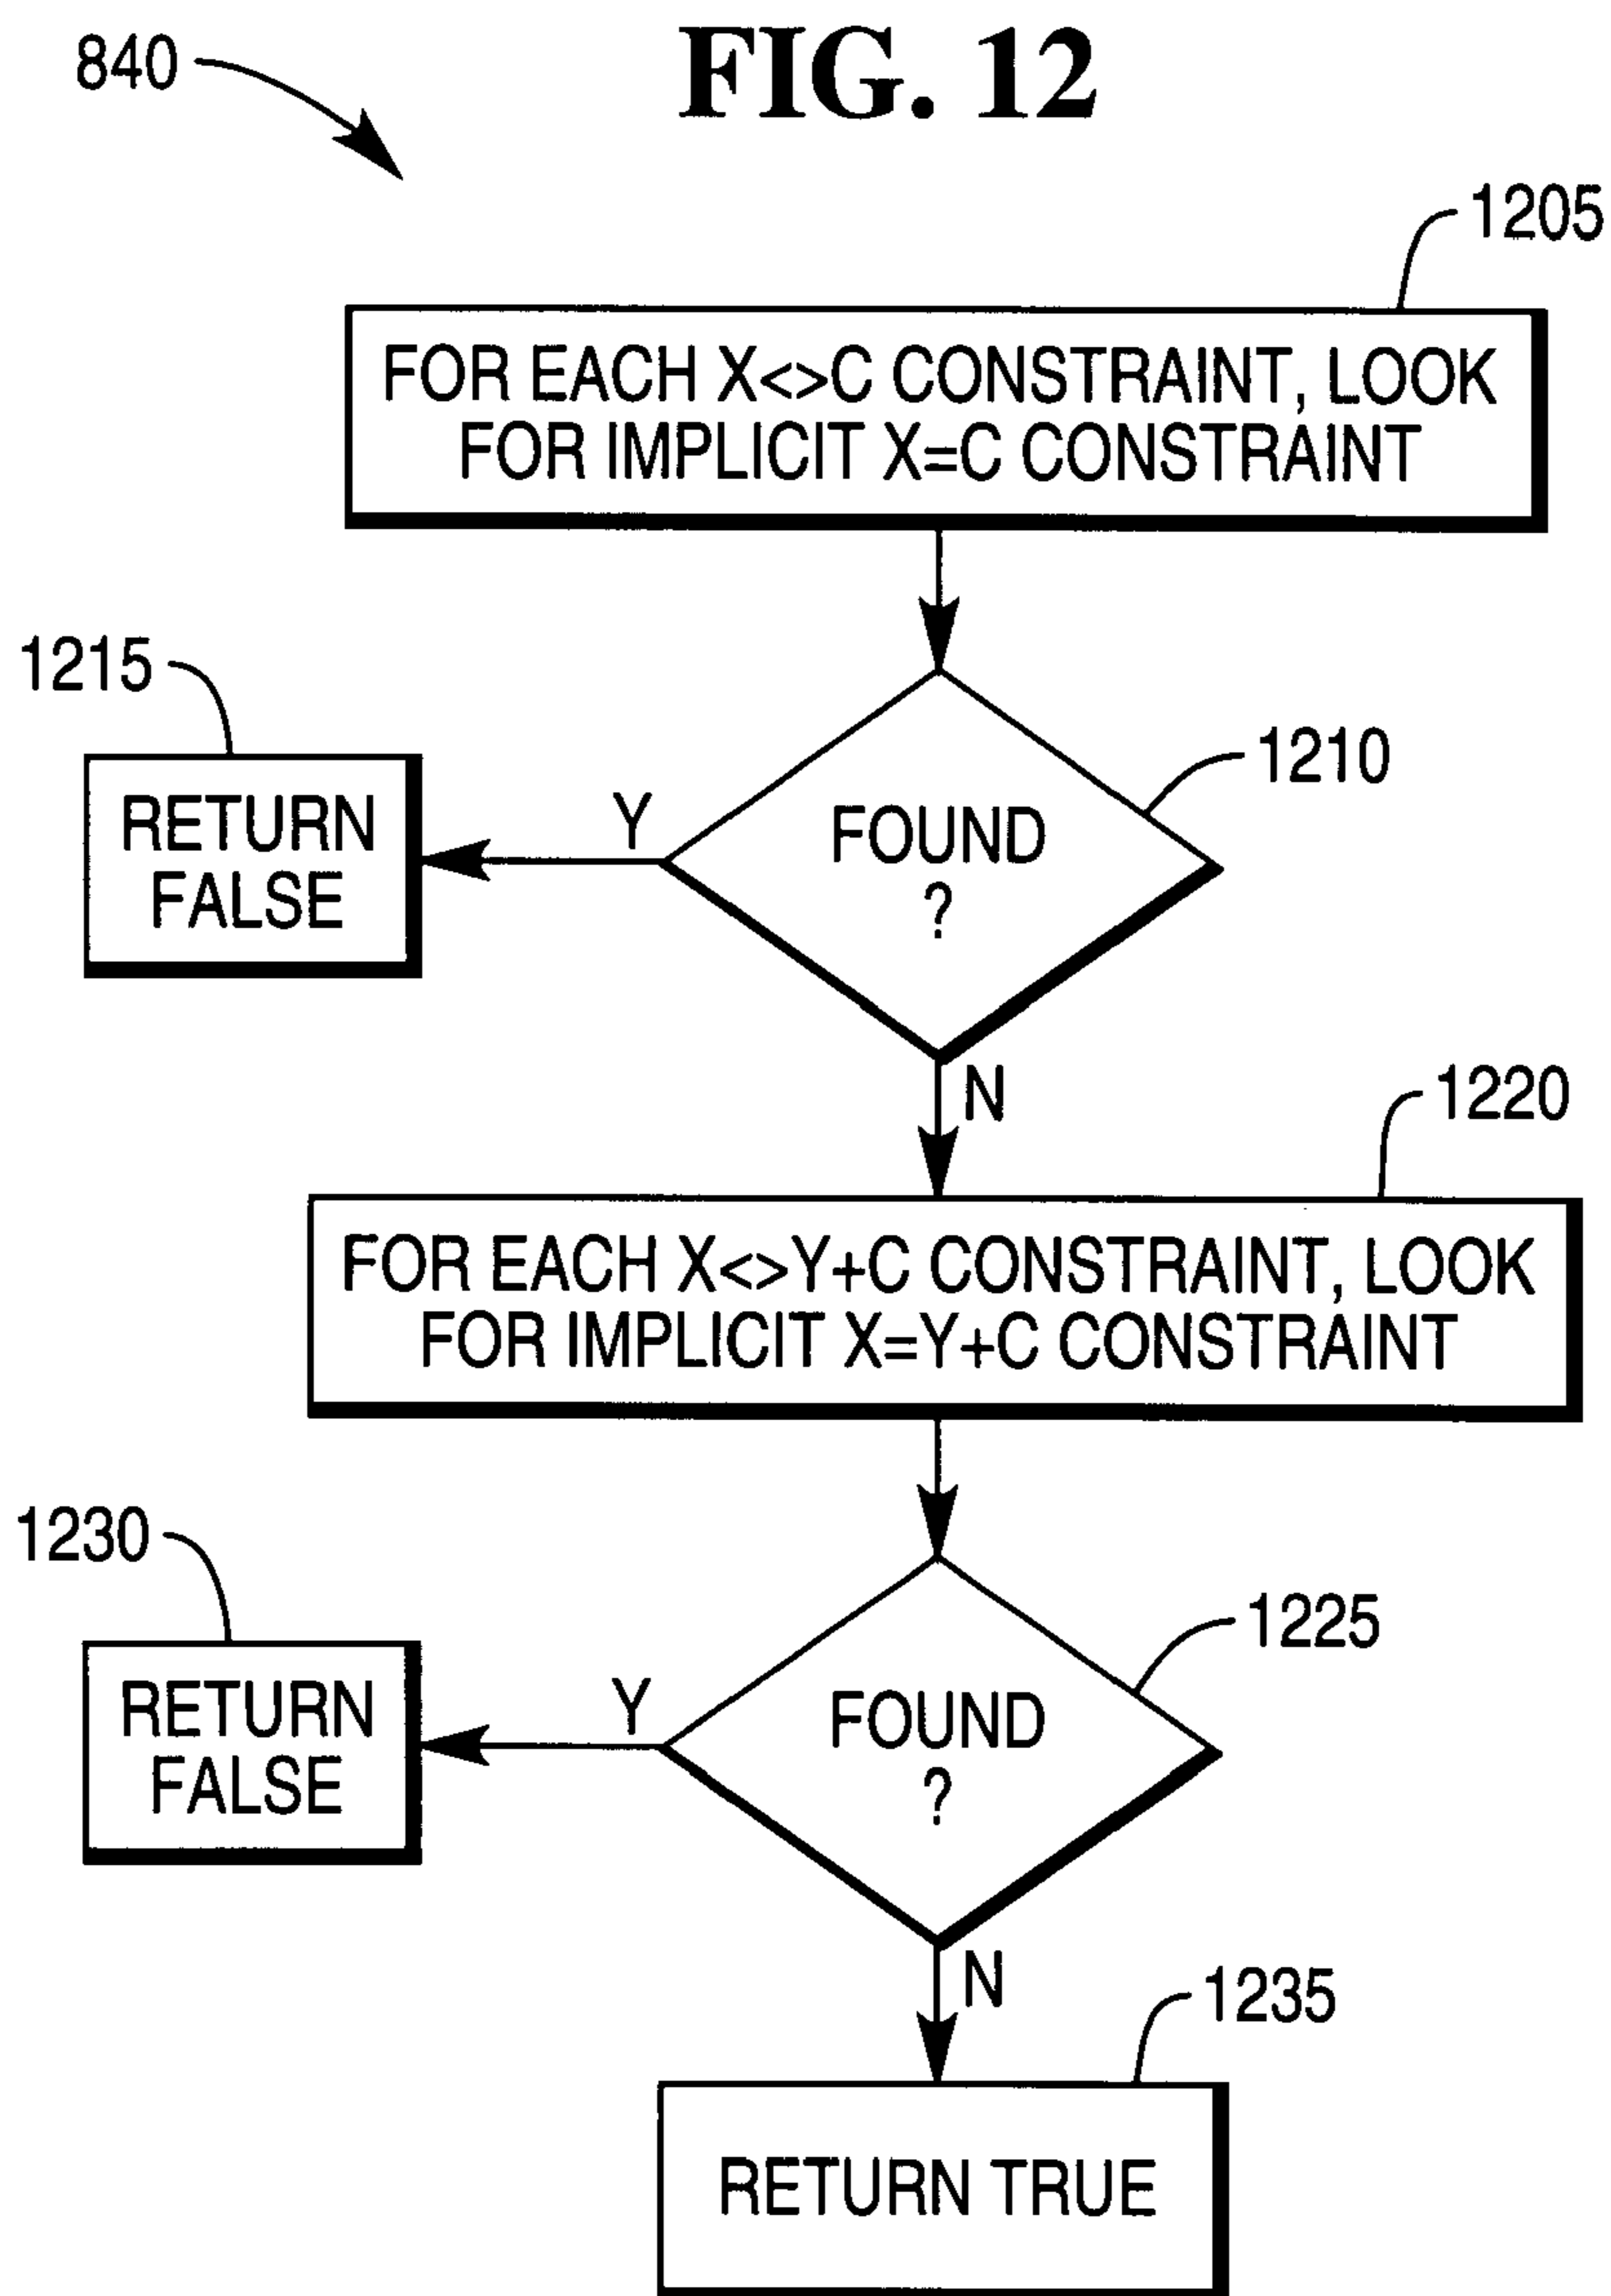 840
FIG. 12
1205
FOR EACH X<>C CONSTRAINT, LOOK
FOR IMPLICIT X=C CONSTRAINT
1215
RETURN
FALSE
Y
1210
FOUND
?
N
1220
FOR EACH X<>Y+C CONSTRAINT, LOOK
FOR IMPLICIT X=Y+C CONSTRAINT
1230
RETURN
FALSE
Y
1225
FOUND
?
N
1235
RETURN TRUE